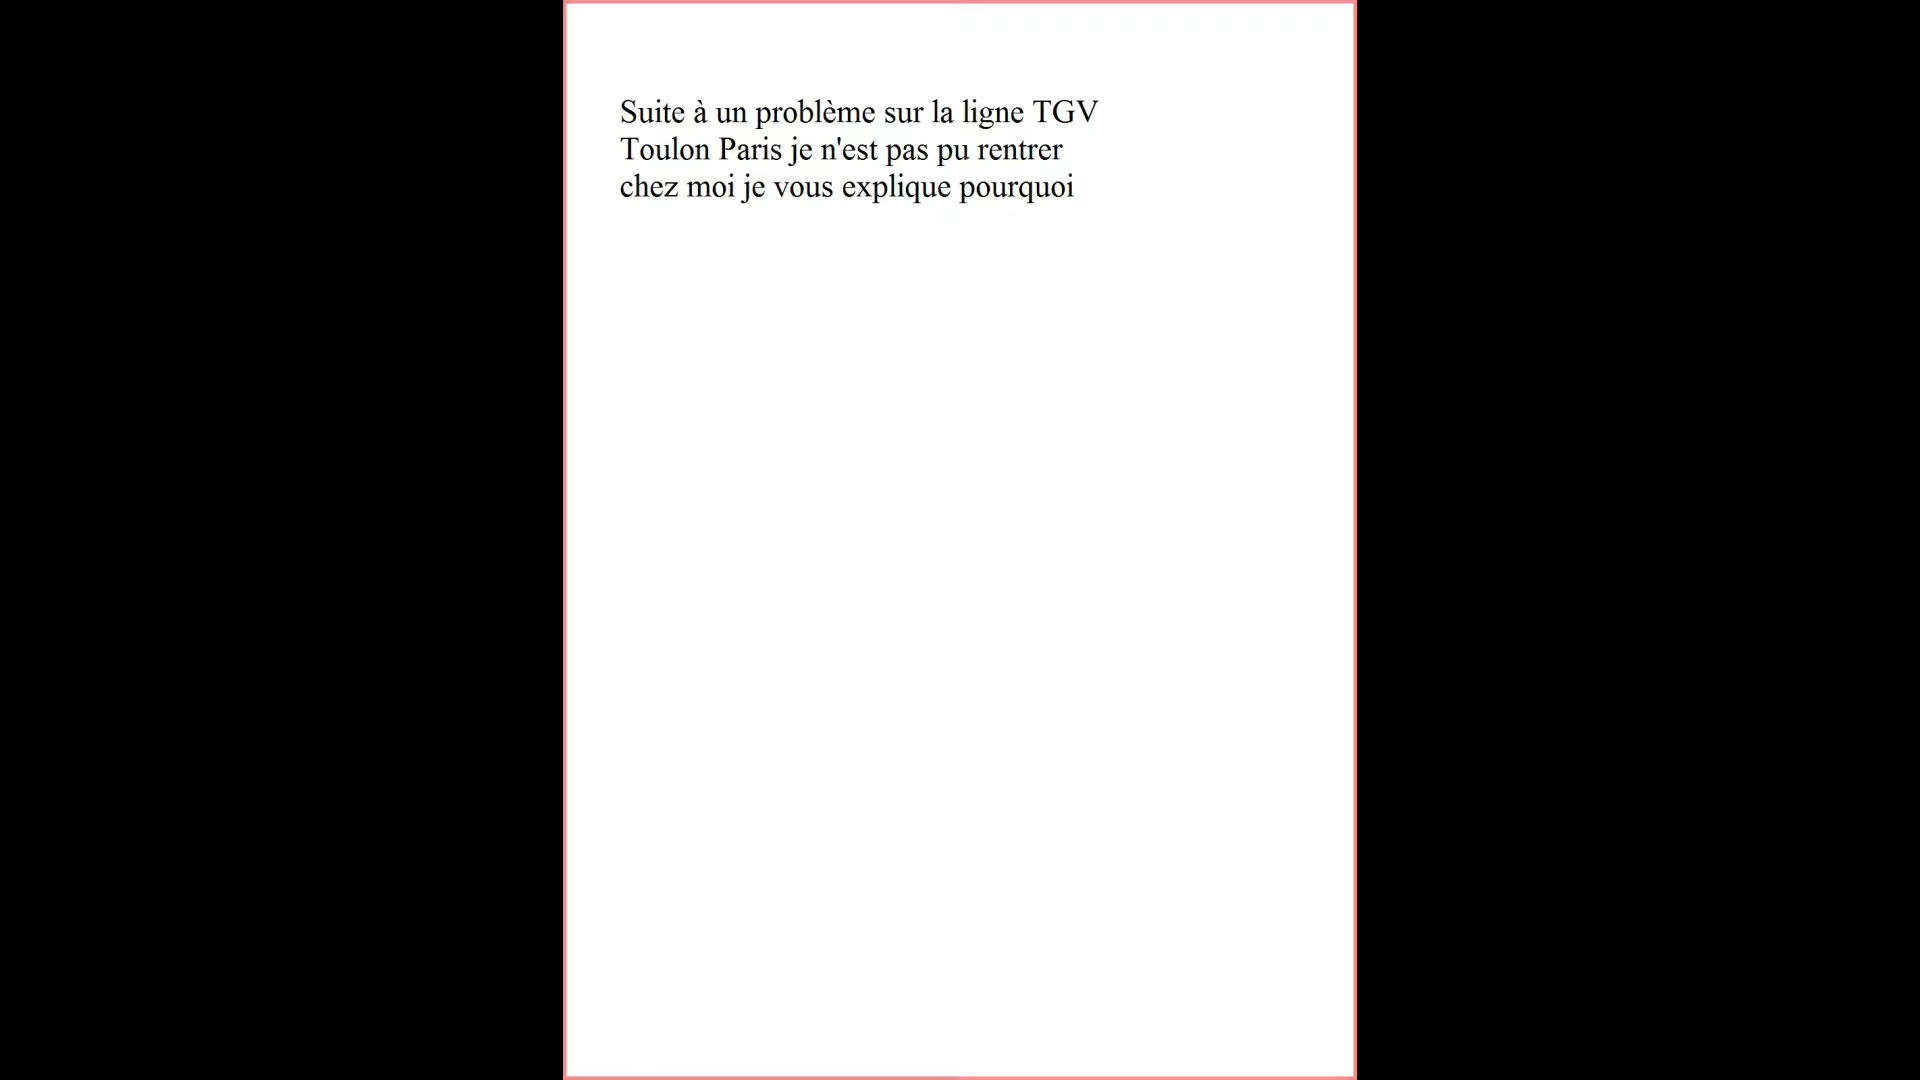 Suite à un problème sur la ligne TGV
Toulon Paris je n'est pas pu rentrer
chez moi je vous explique pourquoi